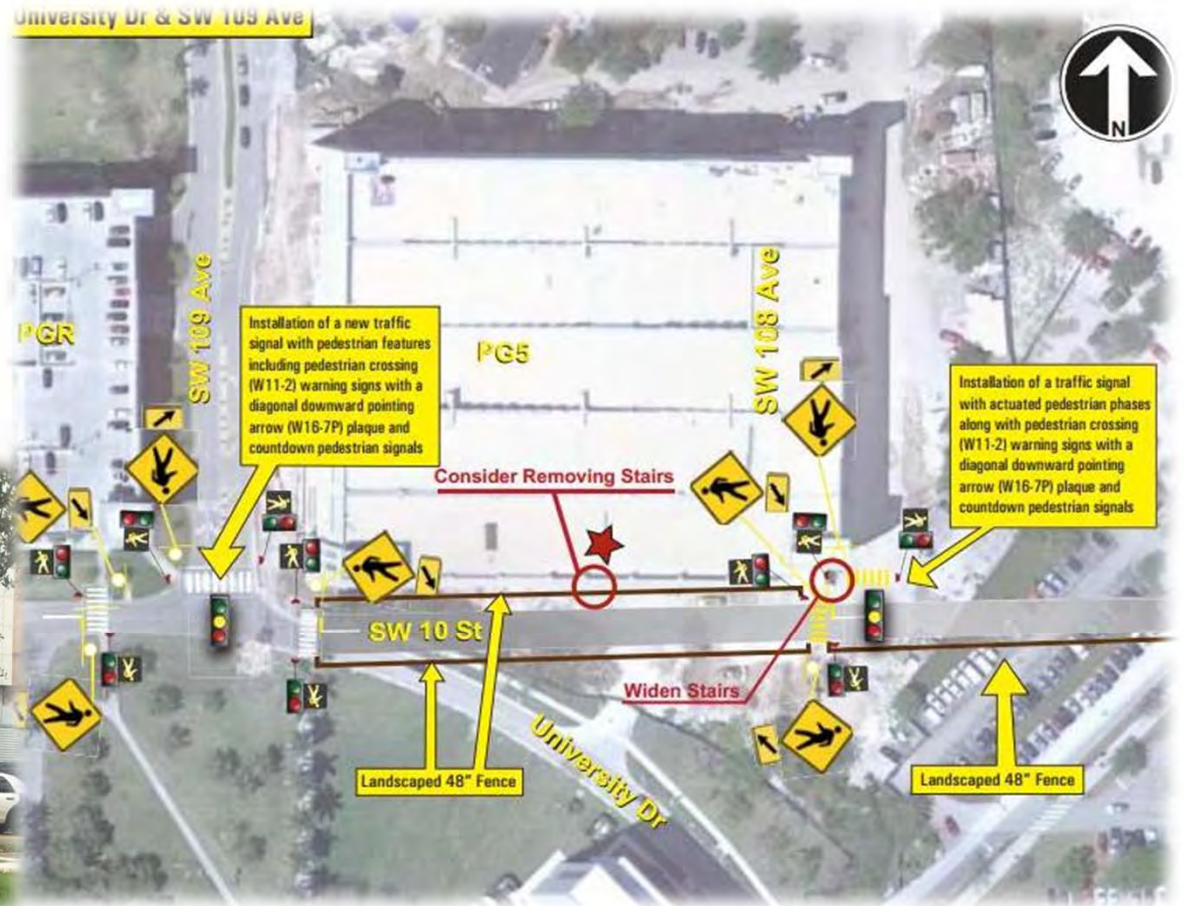 University Dr & SW 109 Ave
N
SW 109 Ave
PGR
Installation of a new traffic
signal with pedestrian features
including pedestrian crossing
(W11-2) warning signs with a
diagonal downward pointing
arrow (W16-7P) plaque and
countdown pedestrian signals
PG5
SW 108 Ave
Installation of a traffic signal
with actuated pedestrian phases
along with pedestrian crossing
(W11-2) warning signs with a
diagonal downward pointing
arrow (W16-7P) plaque and
countdown pedestrian signals
Consider Removing Stairs
SW 10 St
Widen Stairs
University Dr
Landscaped 48" Fence
Landscaped 48" Fence